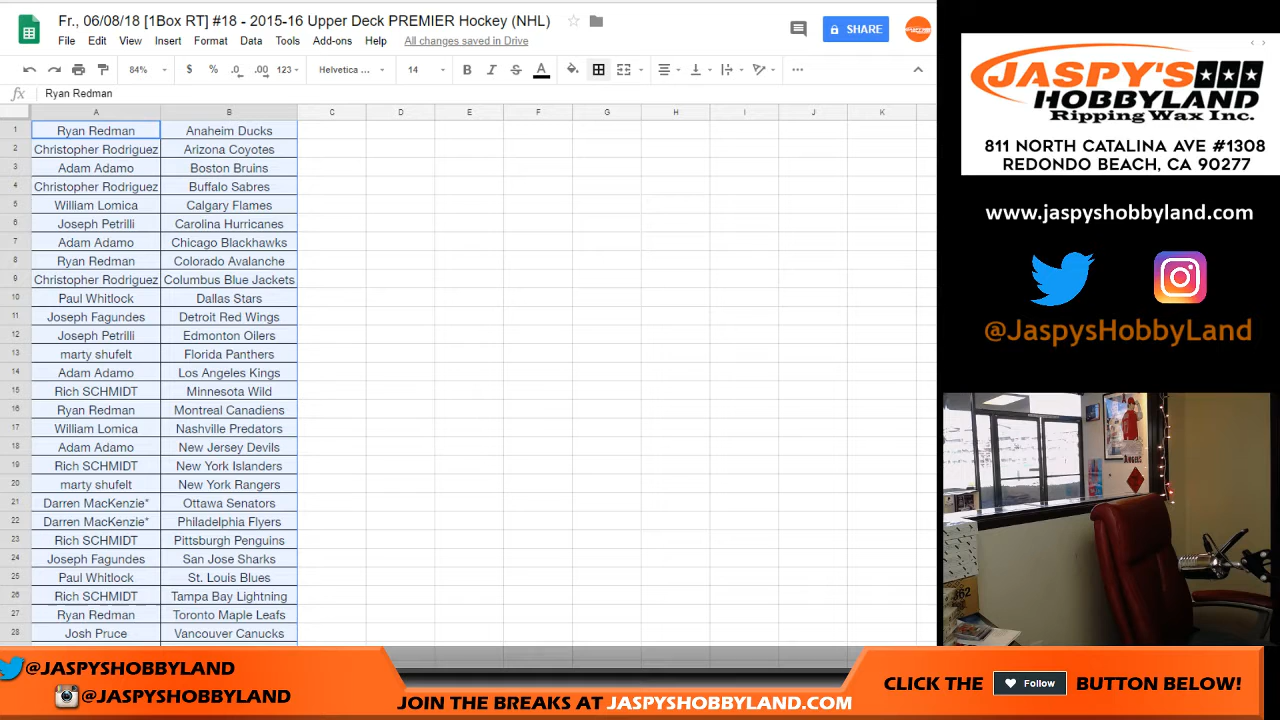 Fr., 06/08/18 [1Box RT] #18 - 2015-16 Upper Deck PREMIER Hockey (NHL)
File Edit View Insert Format Data Tools Add-ons Help All changes saved in Drive
SHARE
84% $ % .0 .00 123 Helvetica ... 14 B I S A
fx Ryan Redman
A B C D E F G H I J K
1 Ryan Redman Anaheim Ducks
2 Christopher Rodriguez Arizona Coyotes
3 Adam Adamo Boston Bruins
4 Christopher Rodriguez Buffalo Sabres
5 William Lomica Calgary Flames
6 Joseph Petrilli Carolina Hurricanes
7 Adam Adamo Chicago Blackhawks
8 Ryan Redman Colorado Avalanche
9 Christopher Rodriguez Columbus Blue Jackets
10 Paul Whitlock Dallas Stars
11 Joseph Fagundes Detroit Red Wings
12 Joseph Petrilli Edmonton Oilers
13 marty shufelt Florida Panthers
14 Adam Adamo Los Angeles Kings
15 Rich SCHMIDT Minnesota Wild
16 Ryan Redman Montreal Canadiens
17 William Lomica Nashville Predators
18 Adam Adamo New Jersey Devils
19 Rich SCHMIDT New York Islanders
20 marty shufelt New York Rangers
21 Darren MacKenzie* Ottawa Senators
22 Darren MacKenzie* Philadelphia Flyers
23 Rich SCHMIDT Pittsburgh Penguins
24 Joseph Fagundes San Jose Sharks
25 Paul Whitlock St. Louis Blues
26 Rich SCHMIDT Tampa Bay Lightning
27 Ryan Redman Toronto Maple Leafs
28 Josh Pruce Vancouver Canucks
JASPY'S
HOBBYLAND
Ripping Wax Inc.
811 NORTH CATALINA AVE #1308
REDONDO BEACH, CA 90277
www.jaspyshobbyland.com
@JaspysHobbyLand
@JASPYSHOBBYLAND
@JASPYSHOBBYLAND
JOIN THE BREAKS AT JASPYSHOBBYLAND.COM
CLICK THE Follow BUTTON BELOW!